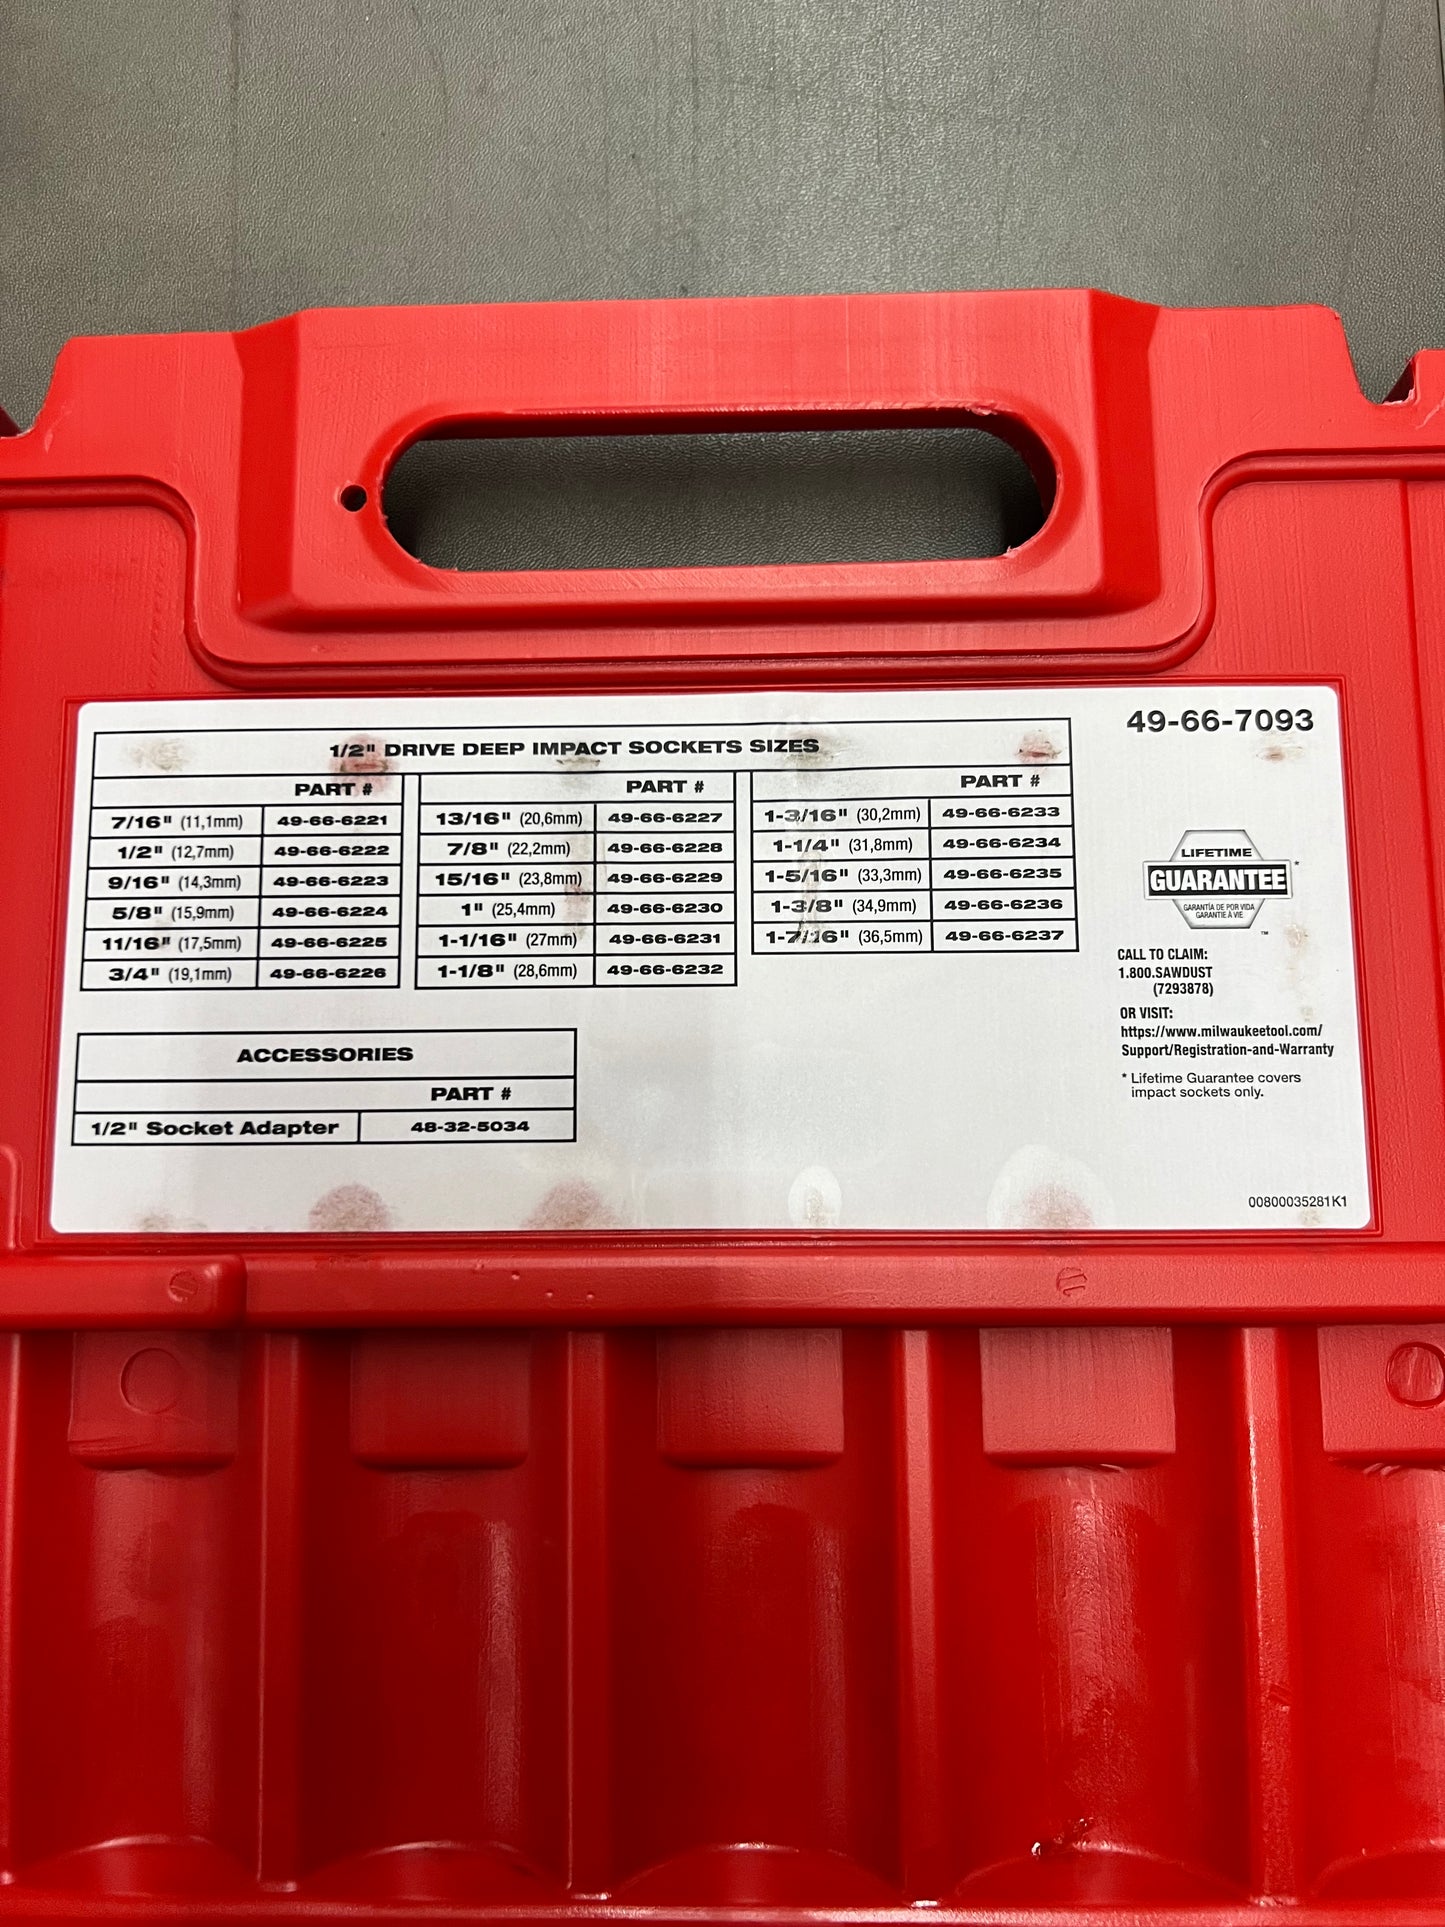 49-66-7093
1/2" DRIVE DEEP IMPACT SOCKETS SIZES
PART #
7/16" (11,1mm) 49-66-6221
1/2" (12,7mm) 49-66-6222
9/16" (14,3mm) 49-66-6223
5/8" (15,9mm) 49-66-6224
11/16" (17,5mm) 49-66-6225
3/4" (19,1mm) 49-66-6226
PART #
13/16" (20,6mm) 49-66-6227
7/8" (22,2mm) 49-66-6228
15/16" (23,8mm) 49-66-6229
1" (25,4mm) 49-66-6230
1-1/16" (27mm) 49-66-6231
1-1/8" (28,6mm) 49-66-6232
PART #
1-3/16" (30,2mm) 49-66-6233
1-1/4" (31,8mm) 49-66-6234
1-5/16" (33,3mm) 49-66-6235
1-3/8" (34,9mm) 49-66-6236
1-7/16" (36,5mm) 49-66-6237
ACCESSORIES
PART #
1/2" Socket Adapter 48-32-5034
LIFETIME
GUARANTEE*
GARANTÍA DE POR VIDA
GARANTIE À VIE
™
CALL TO CLAIM:
1.800.SAWDUST
(7293878)
OR VISIT:
https://www.milwaukeetool.com/
Support/Registration-and-Warranty
* Lifetime Guarantee covers
impact sockets only.
00800035281K1